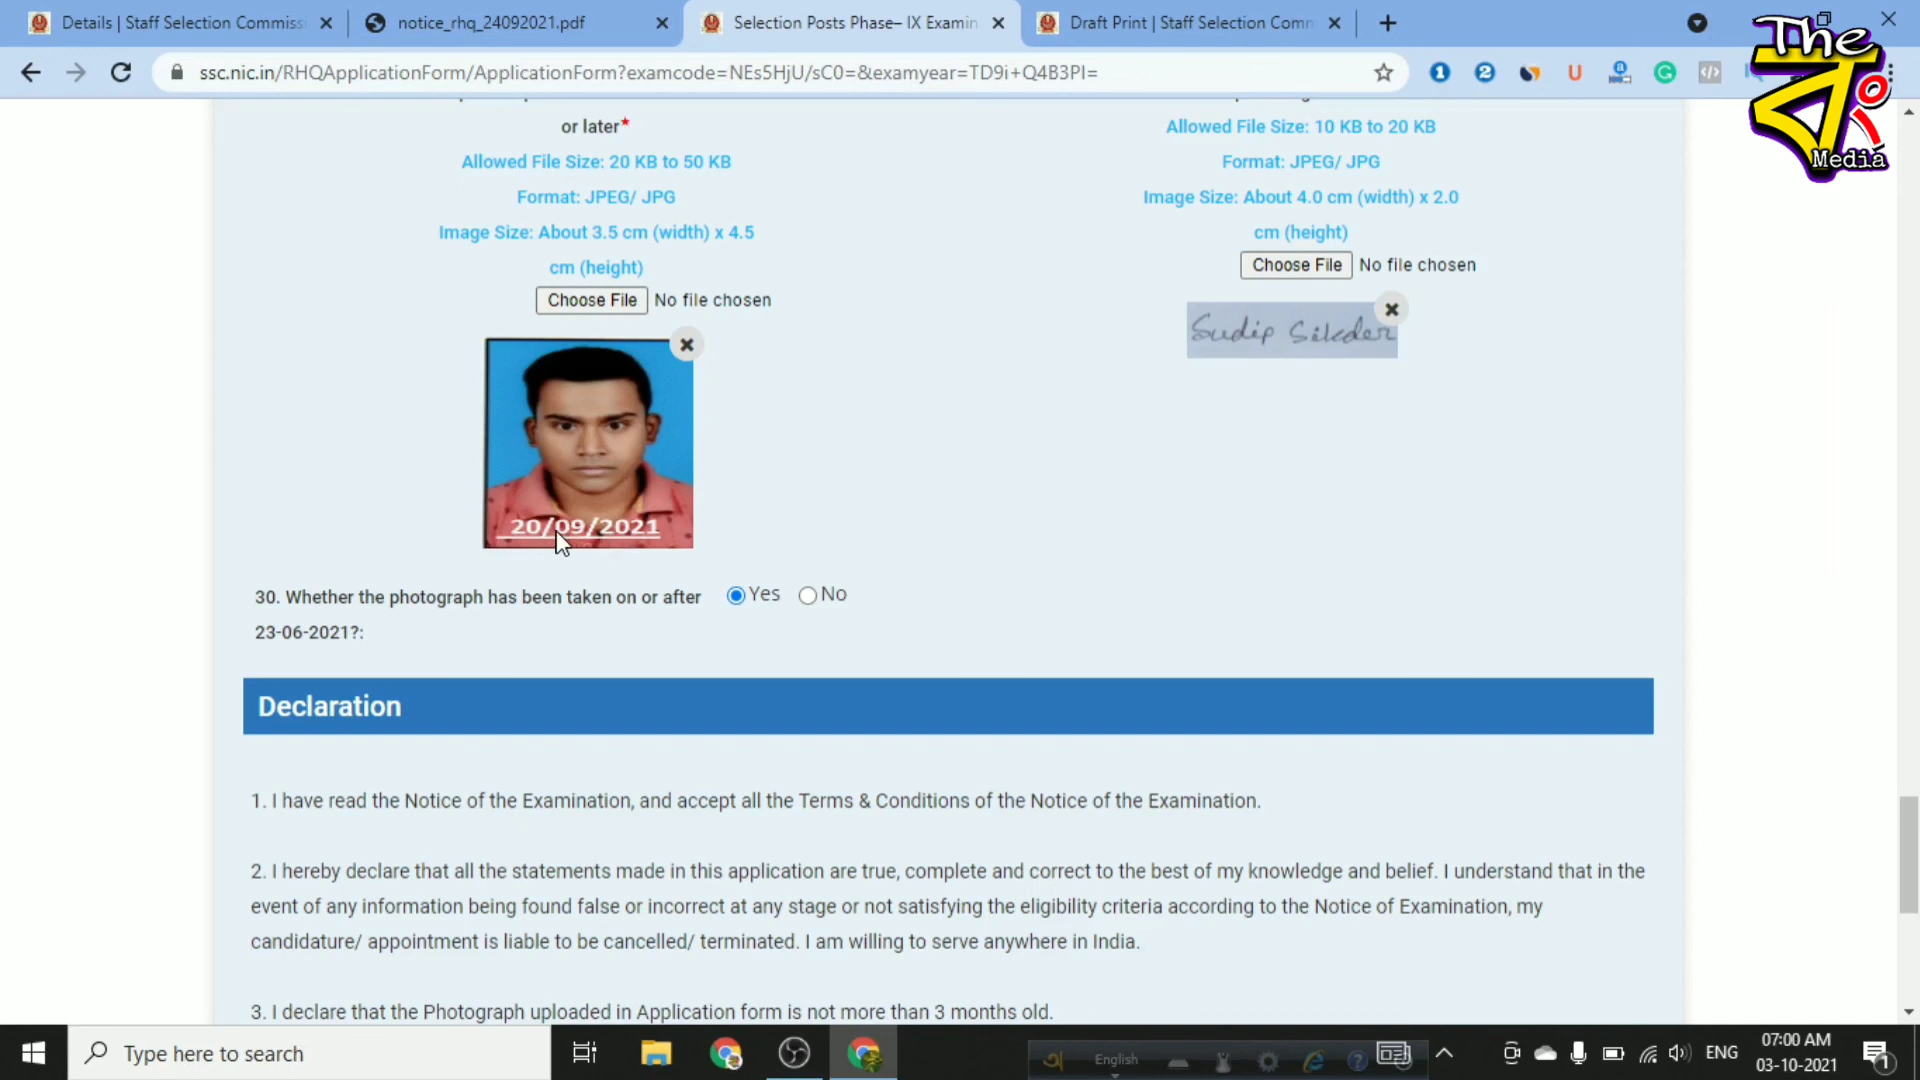 Details | Staff Selection Commiss
notice_rhq_24092021.pdf
Selection Posts Phase– IX Examin
Draft Print | Staff Selection Comm
ssc.nic.in/RHQApplicationForm/ApplicationForm?examcode=NEs5HjU/sC0=&examyear=TD9i+Q4B3PI=
The
Media
or later*
Allowed File Size: 20 KB to 50 KB
Format: JPEG/ JPG
Image Size: About 3.5 cm (width) x 4.5
cm (height)
Choose File No file chosen
20/09/2021
Allowed File Size: 10 KB to 20 KB
Format: JPEG/ JPG
Image Size: About 4.0 cm (width) x 2.0
cm (height)
Choose File No file chosen
Sudip Sikder
30. Whether the photograph has been taken on or after Yes No
23-06-2021?:
Declaration
1. I have read the Notice of the Examination, and accept all the Terms & Conditions of the Notice of the Examination.
2. I hereby declare that all the statements made in this application are true, complete and correct to the best of my knowledge and belief. I understand that in the
event of any information being found false or incorrect at any stage or not satisfying the eligibility criteria according to the Notice of Examination, my
candidature/ appointment is liable to be cancelled/ terminated. I am willing to serve anywhere in India.
3. I declare that the Photograph uploaded in Application form is not more than 3 months old.
Type here to search
English
ENG
07:00 AM
03-10-2021
1